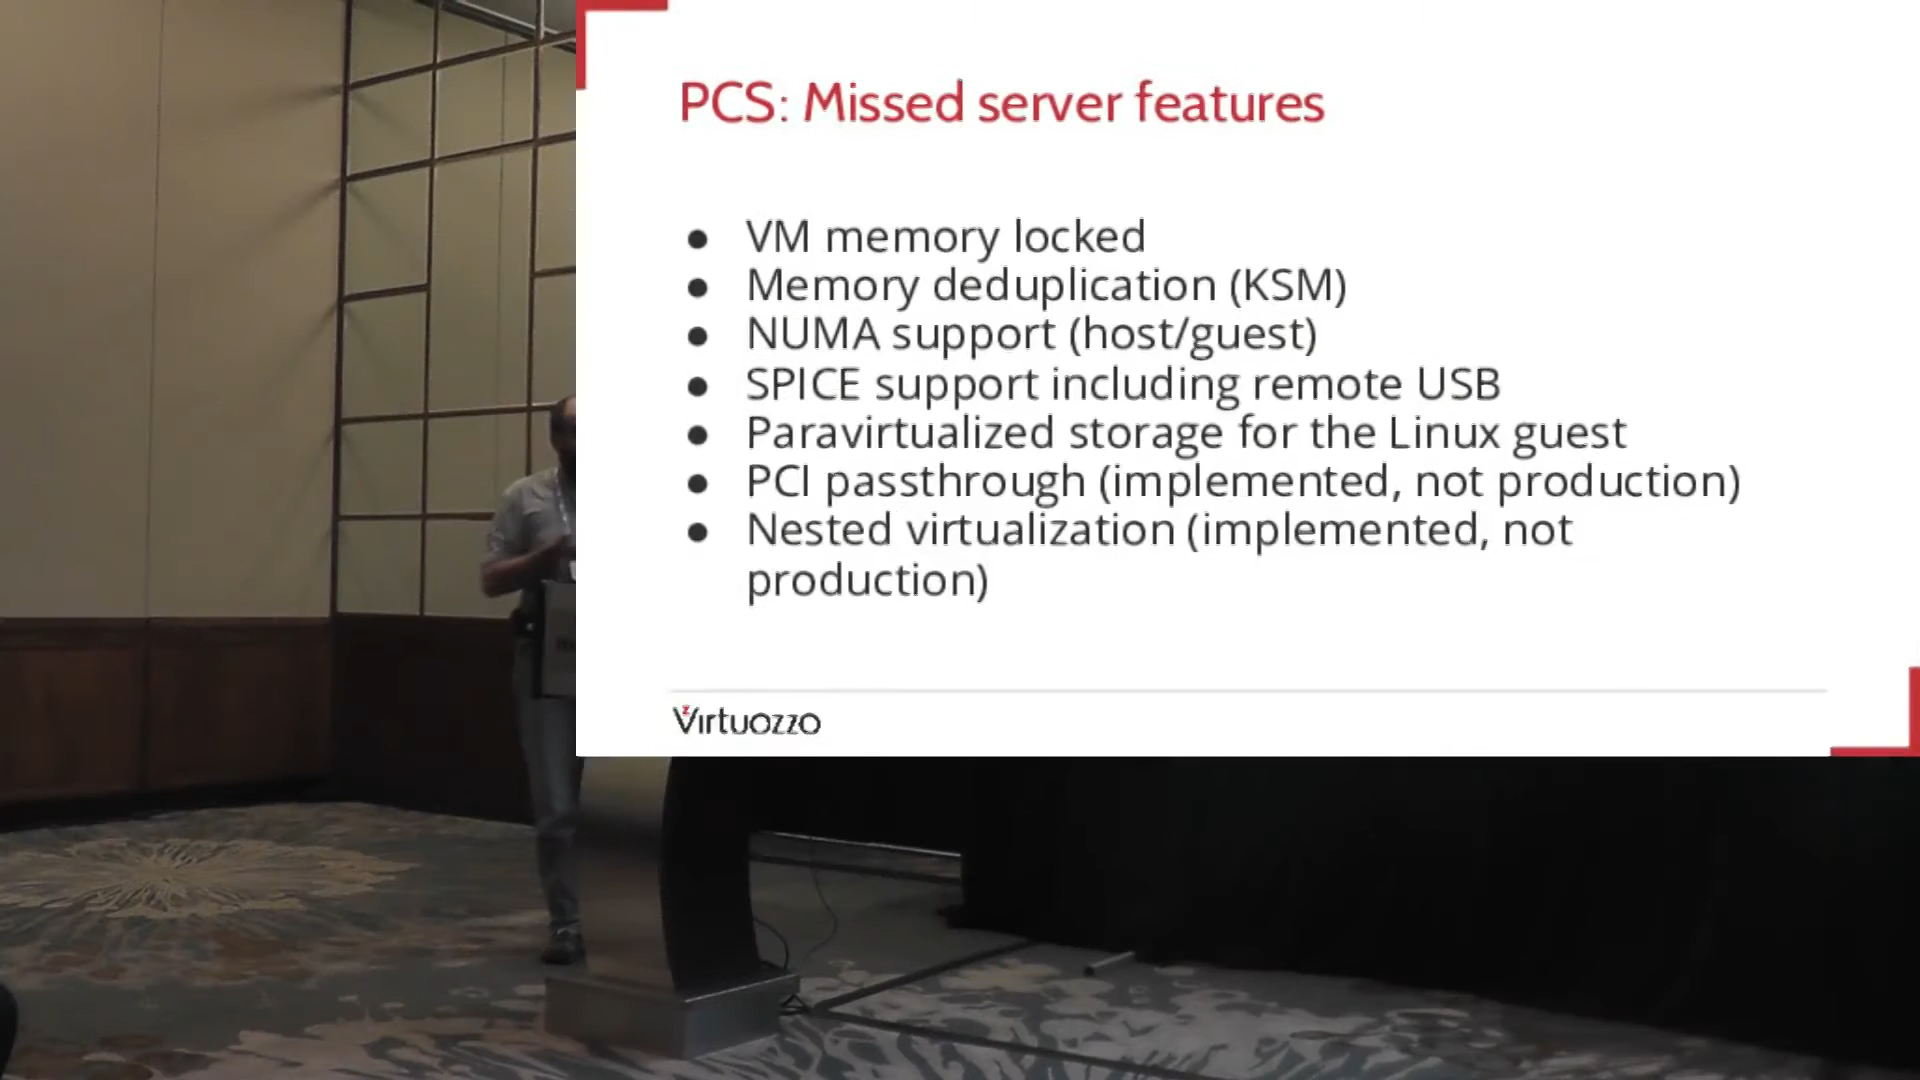 PCS: Missed server features
● VM memory locked
● Memory deduplication (KSM)
● NUMA support (host/guest)
● SPICE support including remote USB
● Paravirtualized storage for the Linux guest
● PCI passthrough (implemented, not production)
● Nested virtualization (implemented, not
production)
Virtuozzo